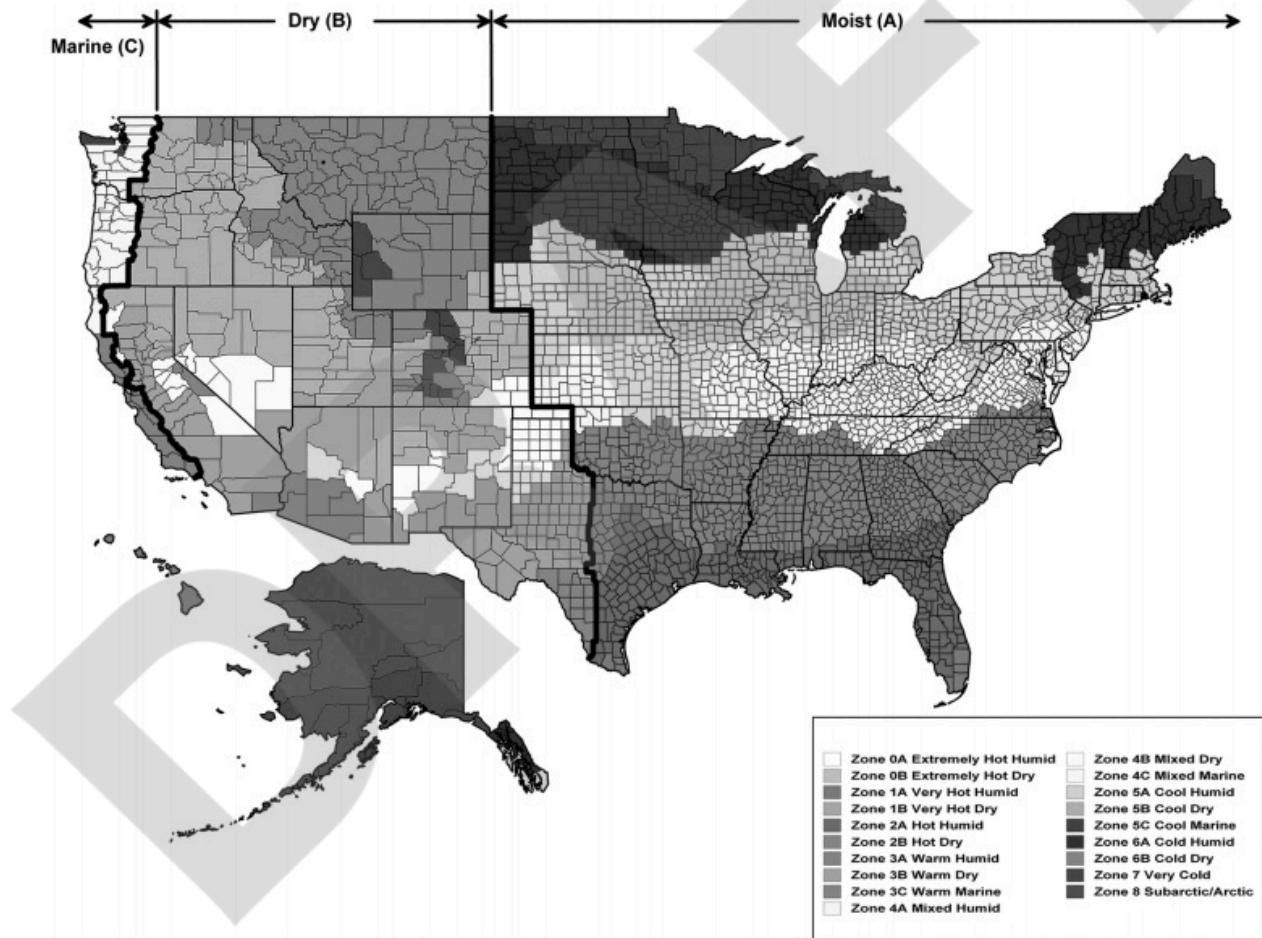 Dry (B)
Moist (A)
Marine (C)
Zone 0A Extremely Hot Humid
Zone 0B Extremely Hot Dry
Zone 1A Very Hot Humid
Zone 1B Very Hot Dry
Zone 2A Hot Humid
Zone 2B Hot Dry
Zone 3A Warm Humid
Zone 3B Warm Dry
Zone 3C Warm Marine
Zone 4A Mixed Humid
Zone 4B MIxed Dry
Zone 4C Mixed Marine
Zone 5A Cool Humid
Zone 5B Cool Dry
Zone 5C Cool Marine
Zone 6A Cold Humid
Zone 6B Cold Dry
Zone 7 Very Cold
Zone 8 Subarctic/Arctic